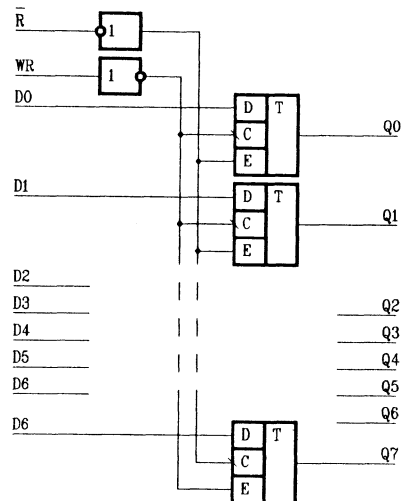 R 1
WR 1
D0 D T
C Q0
E
D1 D T
C Q1
E
D2
D3 Q2
D4 Q3
D5 Q4
D6 Q5
Q6
D6 D T
C Q7
E